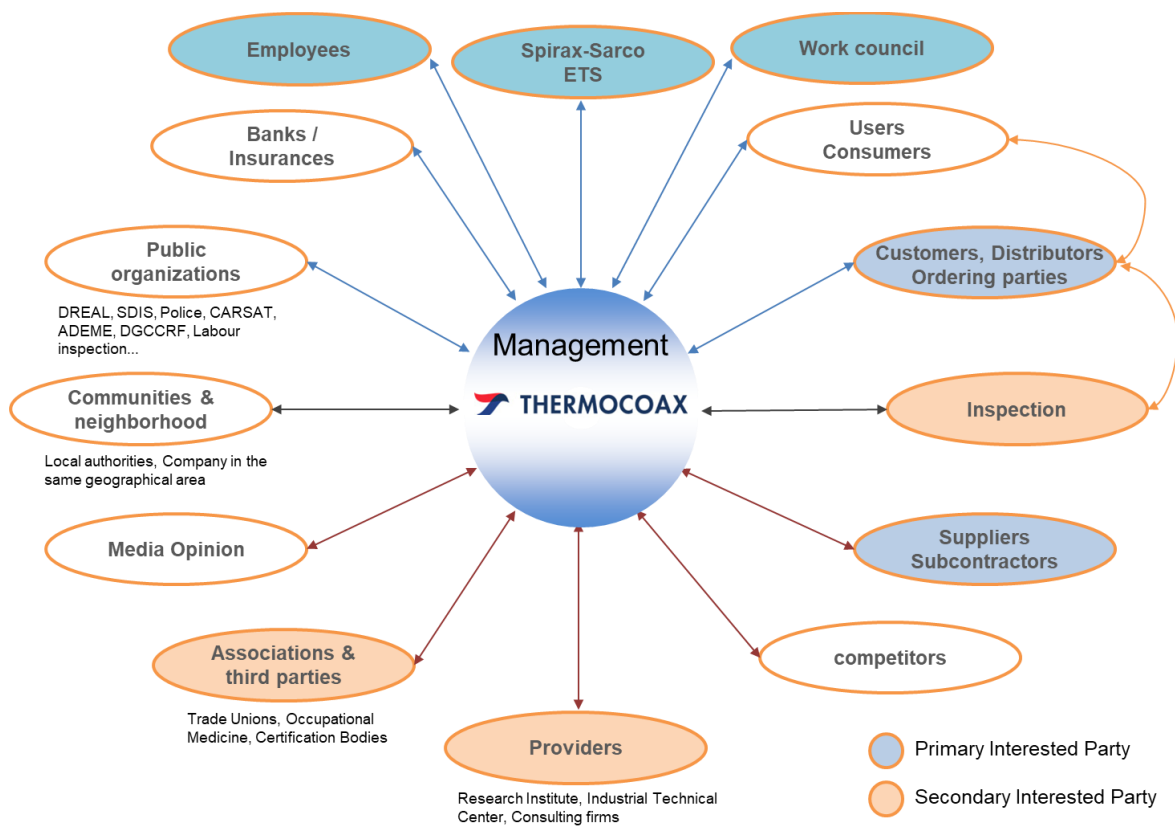 Employees
Spirax-Sarco
ETS
Work council
Banks /
Insurances
Users
Consumers
Public
organizations
DREAL, SDIS, Police, CARSAT,
ADEME, DGCCRF, Labour
inspection...
Customers, Distributors
Ordering parties
Management
THERMOCOAX
Communities &
neighborhood
Local authorities, Company in the
same geographical area
Inspection
Media Opinion
Suppliers
Subcontractors
Associations &
third parties
Trade Unions, Occupational
Medicine, Certification Bodies
competitors
Providers
Research Institute, Industrial Technical
Center, Consulting firms
Primary Interested Party
Secondary Interested Party